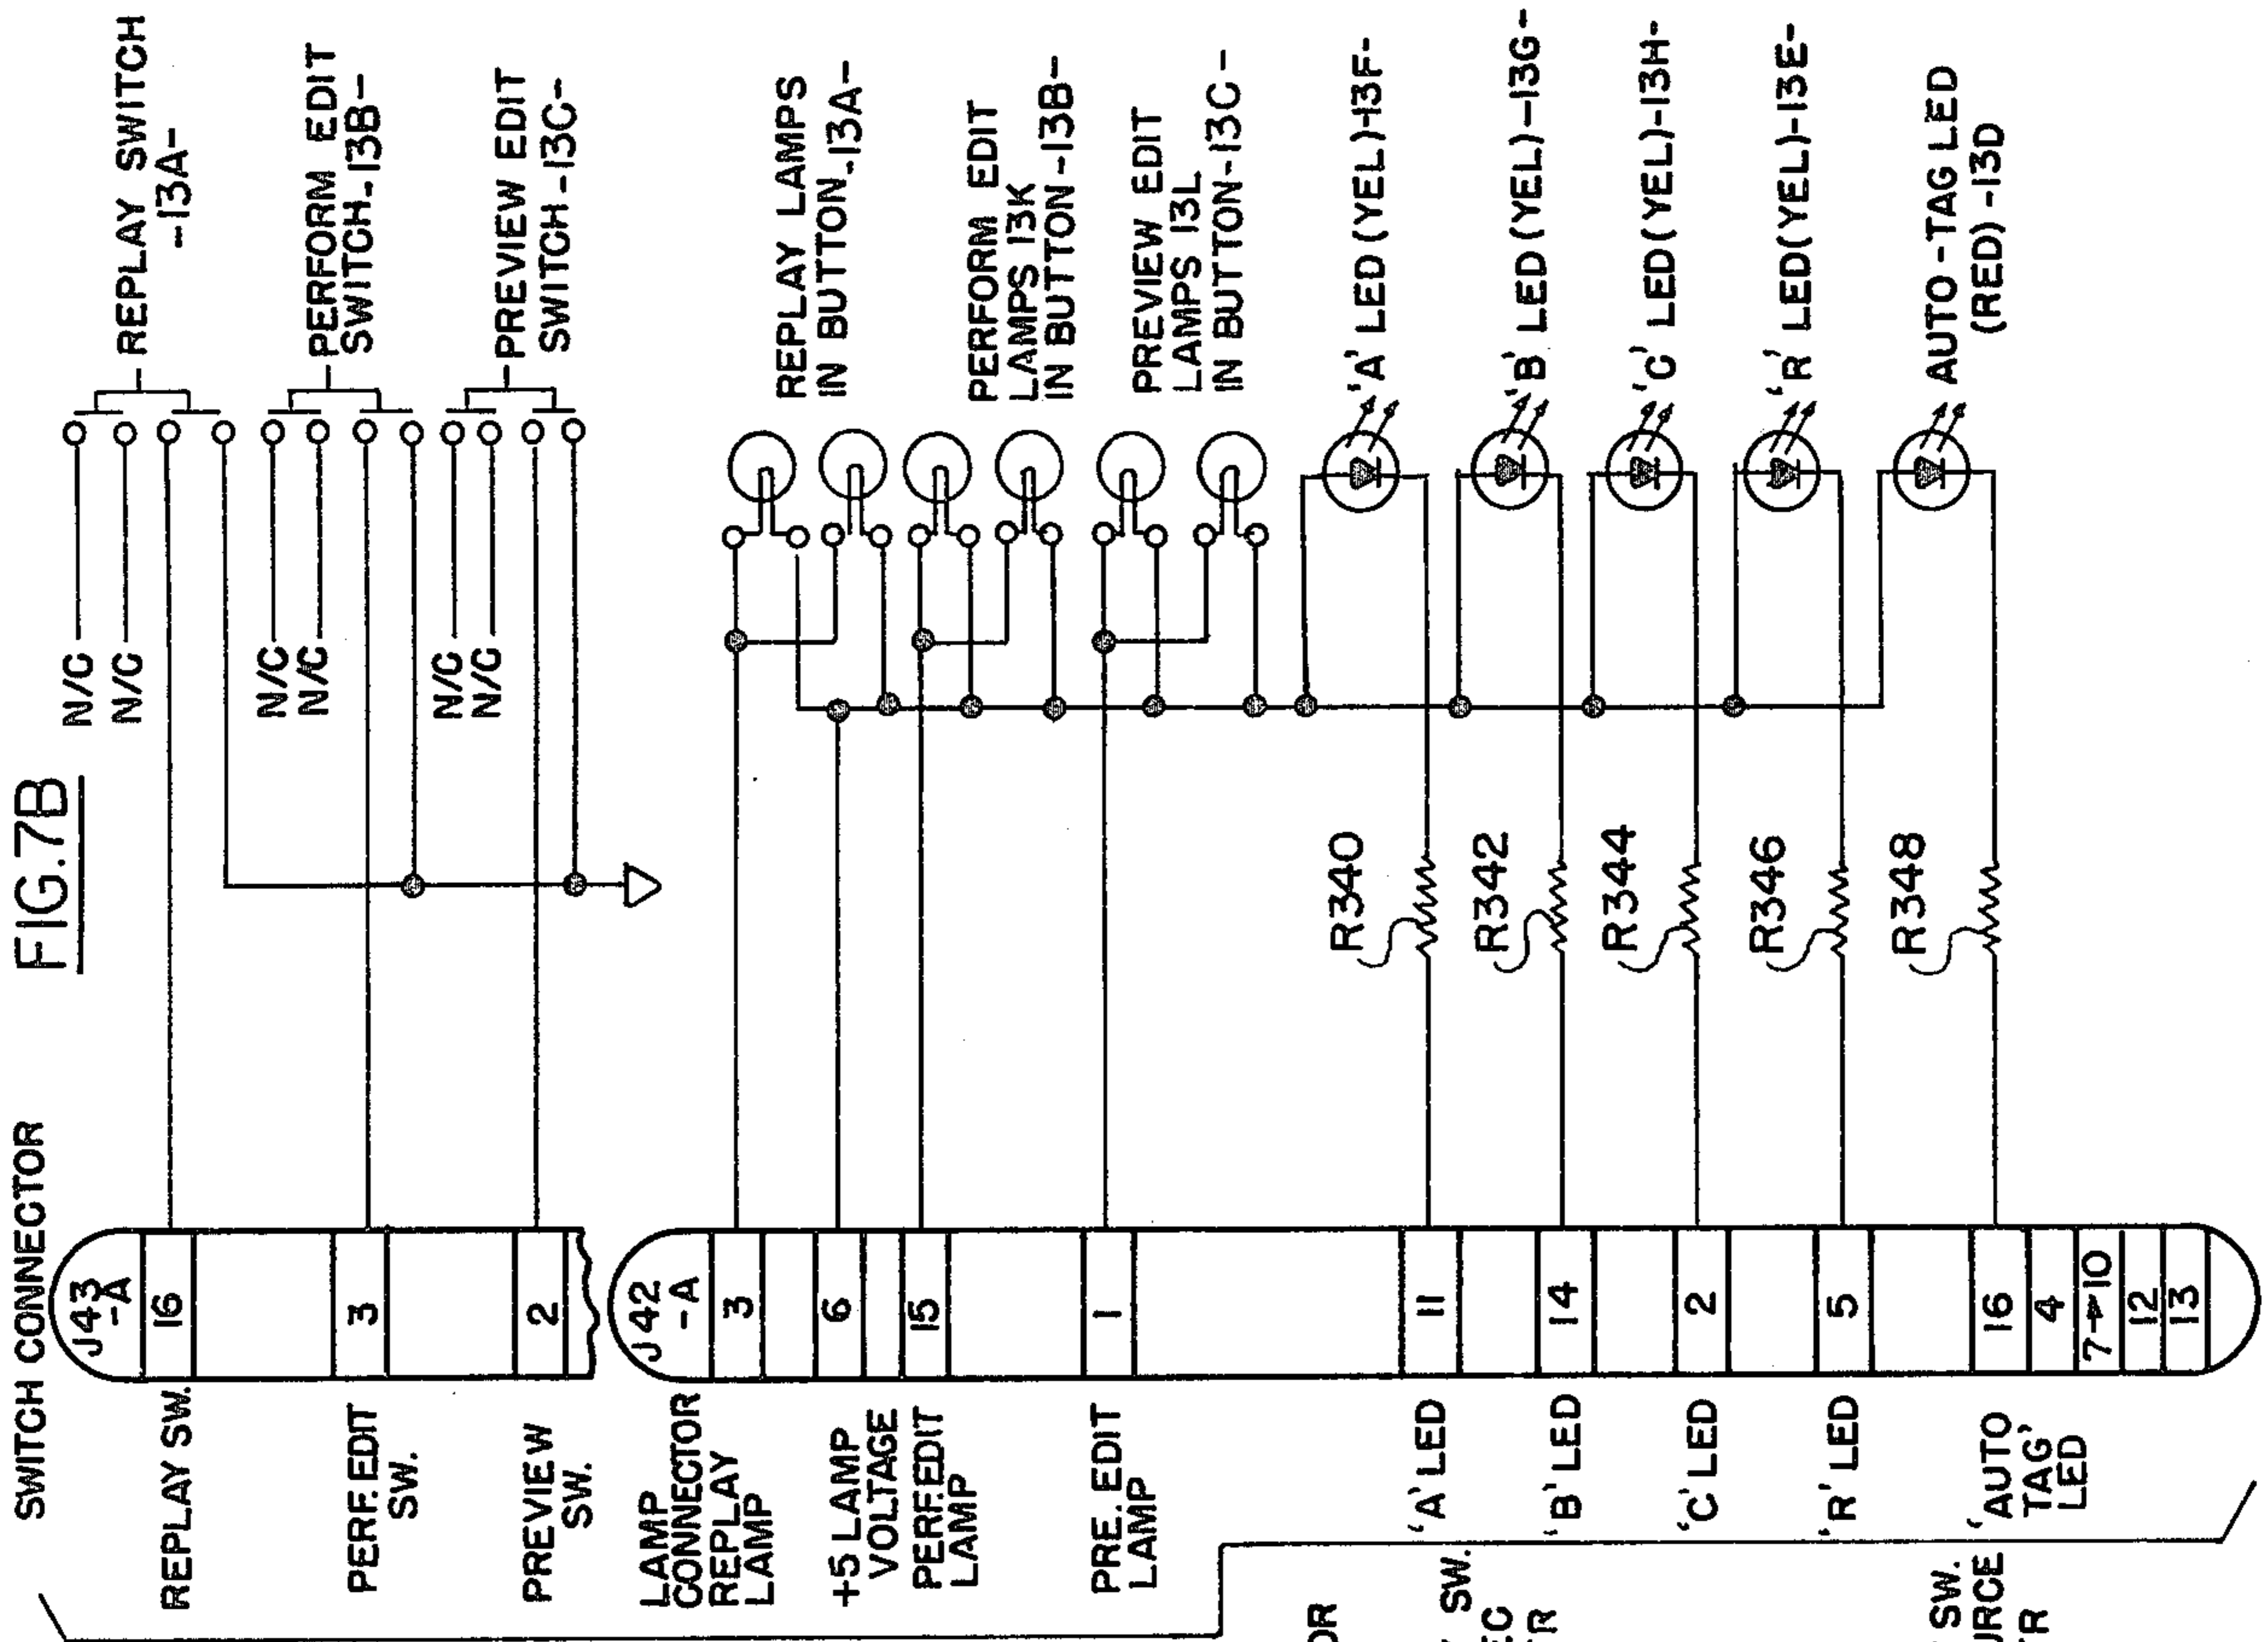 FIG.7B
SWITCH CONNECTOR
J43
-A
16
3
2
REPLAY SW.
PERF.EDIT
SW.
PREVIEW
SW.
N/C
N/C
N/C
N/C
N/C
N/C
REPLAY SWITCH
-13A-
PERFORM EDIT
SWITCH-13B-
PREVIEW EDIT
SWITCH-13C-
LAMP
CONNECTOR
J42
-A
3
6
15
1
11
14
2
5
16
4
7→10
12
13
REPLAY
LAMP
+5 LAMP
VOLTAGE
PERF.EDIT
LAMP
PRE. EDIT
LAMP
'A' LED
'B' LED
'C' LED
'R' LED
'AUTO
TAG'
LED
R340
R342
R344
R346
R348
REPLAY LAMPS
IN BUTTON-13A-
PERFORM EDIT
LAMPS 13K
IN BUTTON-13B-
PREVIEW EDIT
LAMPS 13L
IN BUTTON-13C-
'A' LED(YEL)-13F-
'B' LED(YEL)-13G-
'C' LED(YEL)-13H-
'R' LED(YEL)-13E-
AUTO-TAG LED
(RED)-13D
OR
SW.
EC
R
SW.
URCE
R